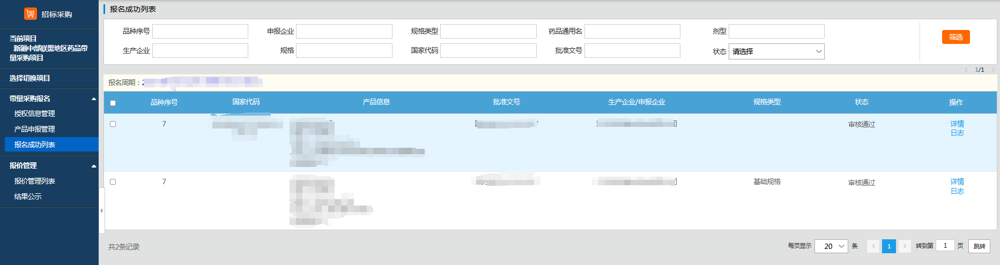 招标采购
当前项目
新疆中部联盟地区药品带
量采购项目
选择切换项目
带量采购报名
授权信息管理
产品申报管理
报名成功列表
报价管理
报价管理列表
结果公示
报名成功列表
品种序号 申报企业 规格类型 药品通用名 剂型
筛选
生产企业 规格 国家代码 批准文号 状态 请选择
1/1
报名周期：
品种序号 国家代码 产品信息 批准文号 生产企业/申报企业 规格类型 状态 操作
7 审核通过 详情
日志
7 基础规格 审核通过 详情
日志
共2条记录 每页显示 20 条 < 1 > 转到第 1 页 跳转